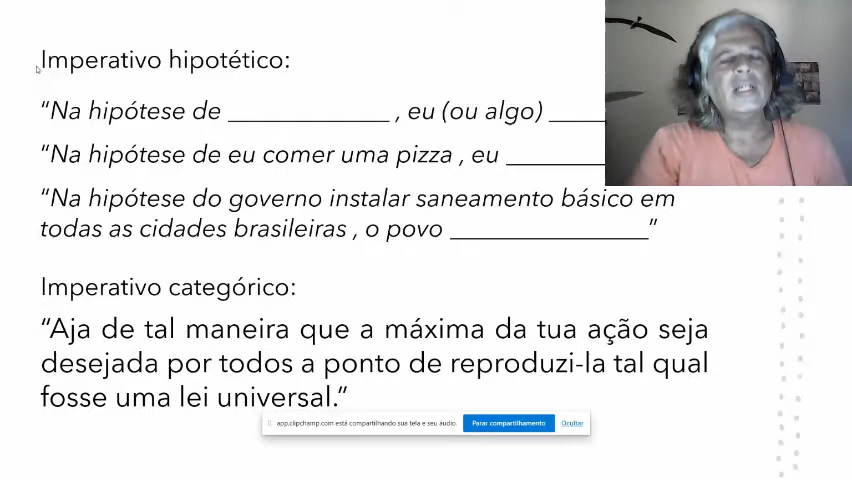 Imperativo hipotético:
“Na hipótese de _____________ , eu (ou algo) _____
“Na hipótese de eu comer uma pizza , eu ________
“Na hipótese do governo instalar saneamento básico em
todas as cidades brasileiras , o povo ________________”
Imperativo categórico:
“Aja de tal maneira que a máxima da tua ação seja
desejada por todos a ponto de reproduzi-la tal qual
fosse uma lei universal.”
app.clipchamp.com está compartilhando sua tela e seu áudio.
Parar compartilhamento
Ocultar